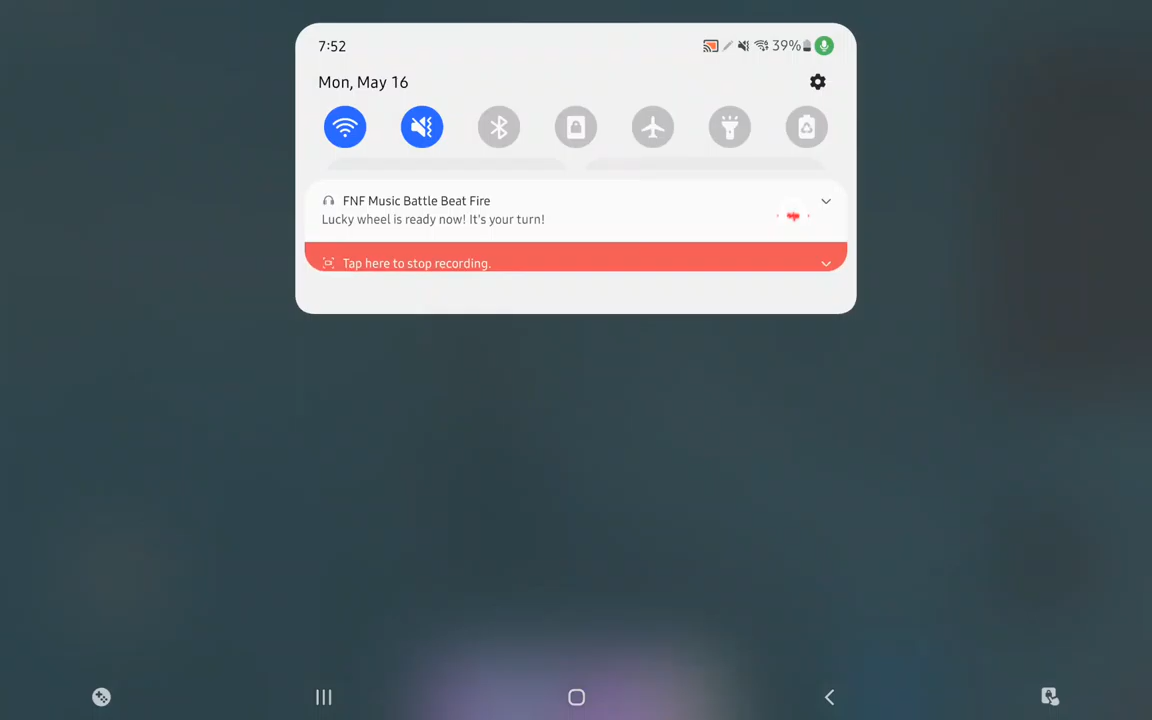 7:52
39%
Mon, May 16
FNF Music Battle Beat Fire
Lucky wheel is ready now! It's your turn!
Tap here to stop recording.